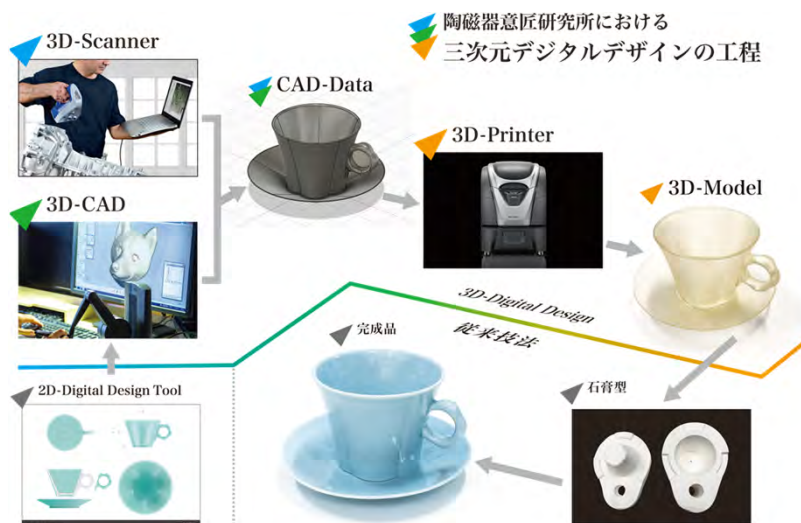 陶磁器意匠研究所における
三次元デジタルデザインの工程
3D-Scanner
CAD-Data
3D-Printer
3D-Model
3D-CAD
3D-Digital Design
従来技法
2D-Digital Design Tool
完成品
石膏型